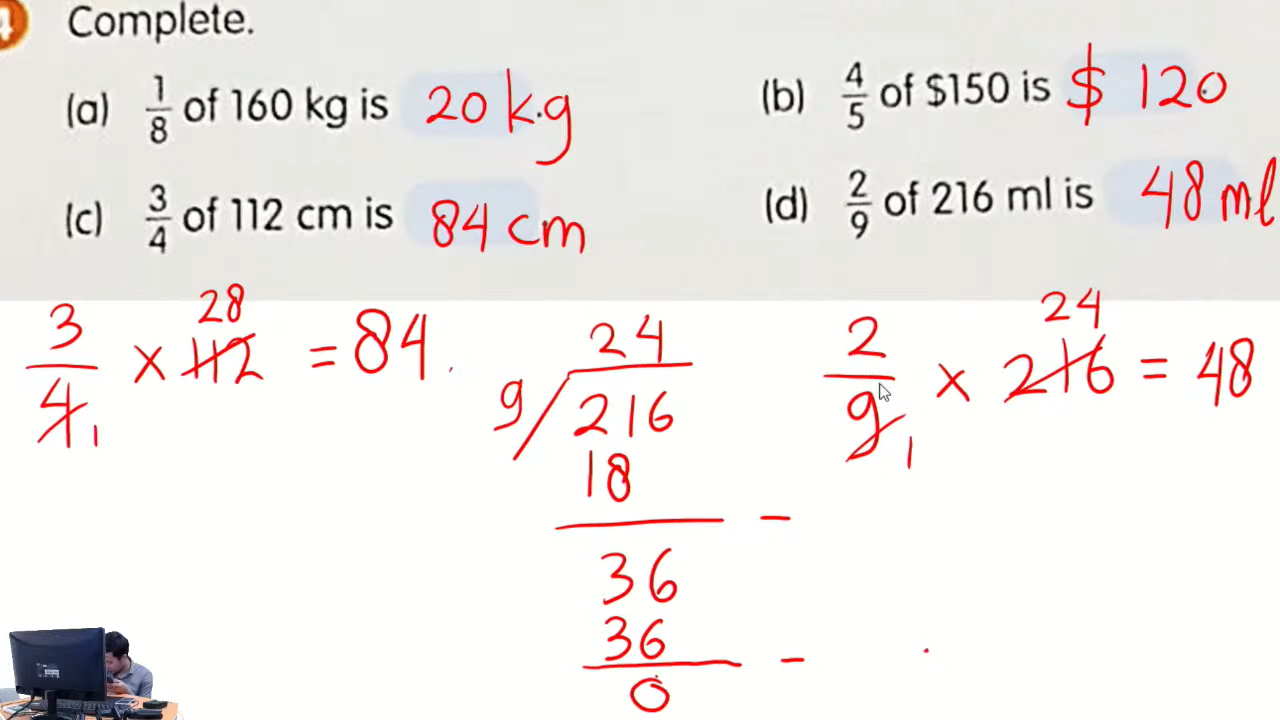 4 Complete.
(a) 1/8 of 160 kg is 20 k.g
(b) 4/5 of $150 is $ 120
(c) 3/4 of 112 cm is 84 cm
(d) 2/9 of 216 ml is 48 ml
28
3/4 × 112 = 84.
1
24
9 216
18
—
36
36
—
0
24
2/9 × 216 = 48
1